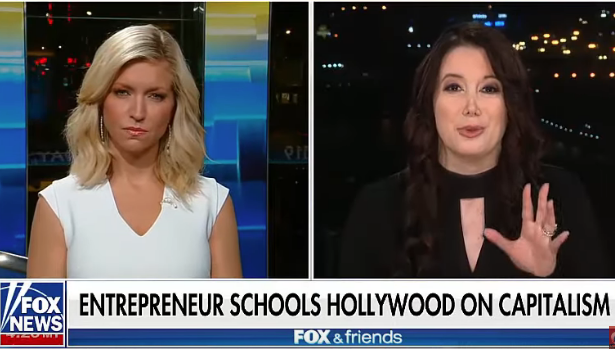 FOX
NEWS
ENTREPRENEUR SCHOOLS HOLLYWOOD ON CAPITALISM
FOX & friends